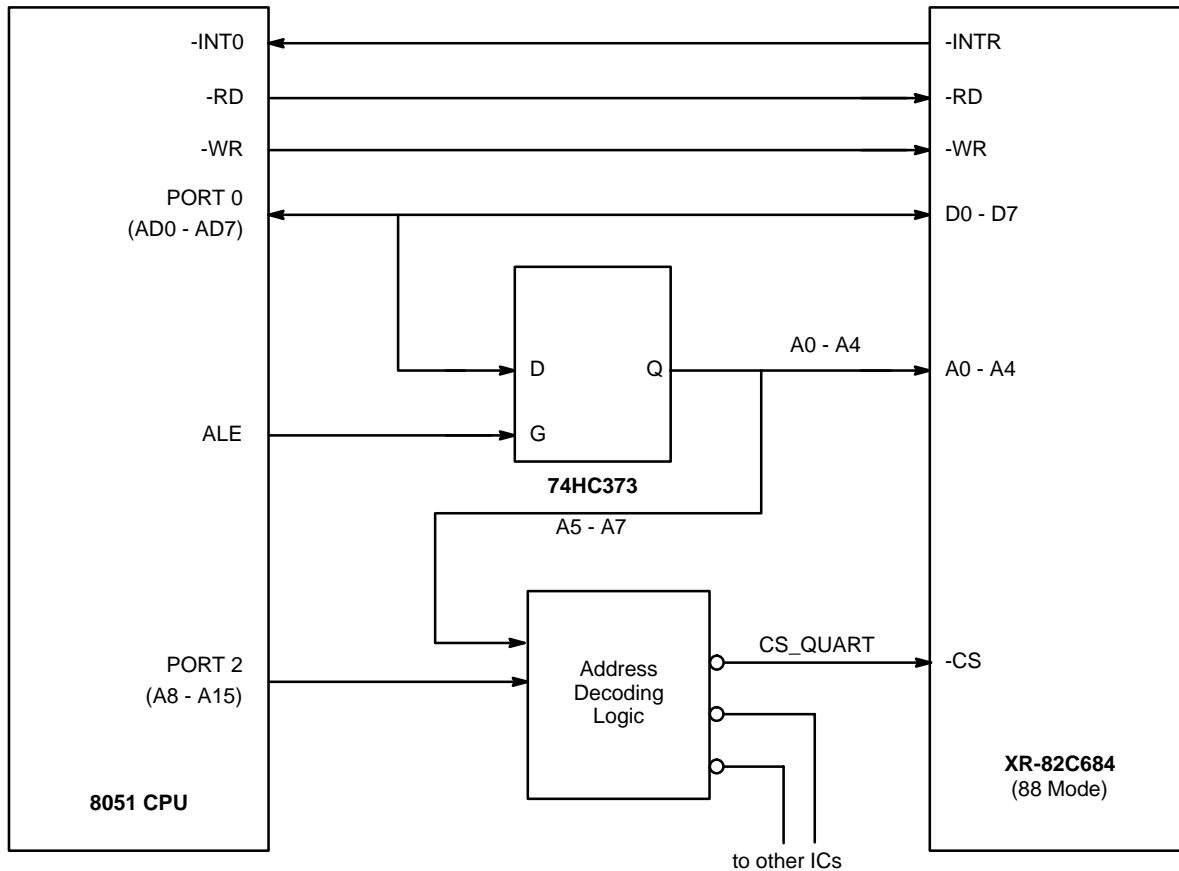 -INT0
-INTR
-RD
-RD
-WR
-WR
PORT 0
(AD0 - AD7)
D0 - D7
A0 - A4
D
Q
A0 - A4
ALE
G
74HC373
A5 - A7
PORT 2
(A8 - A15)
Address
Decoding
Logic
CS_QUART
-CS
8051 CPU
XR-82C684
(88 Mode)
to other ICs